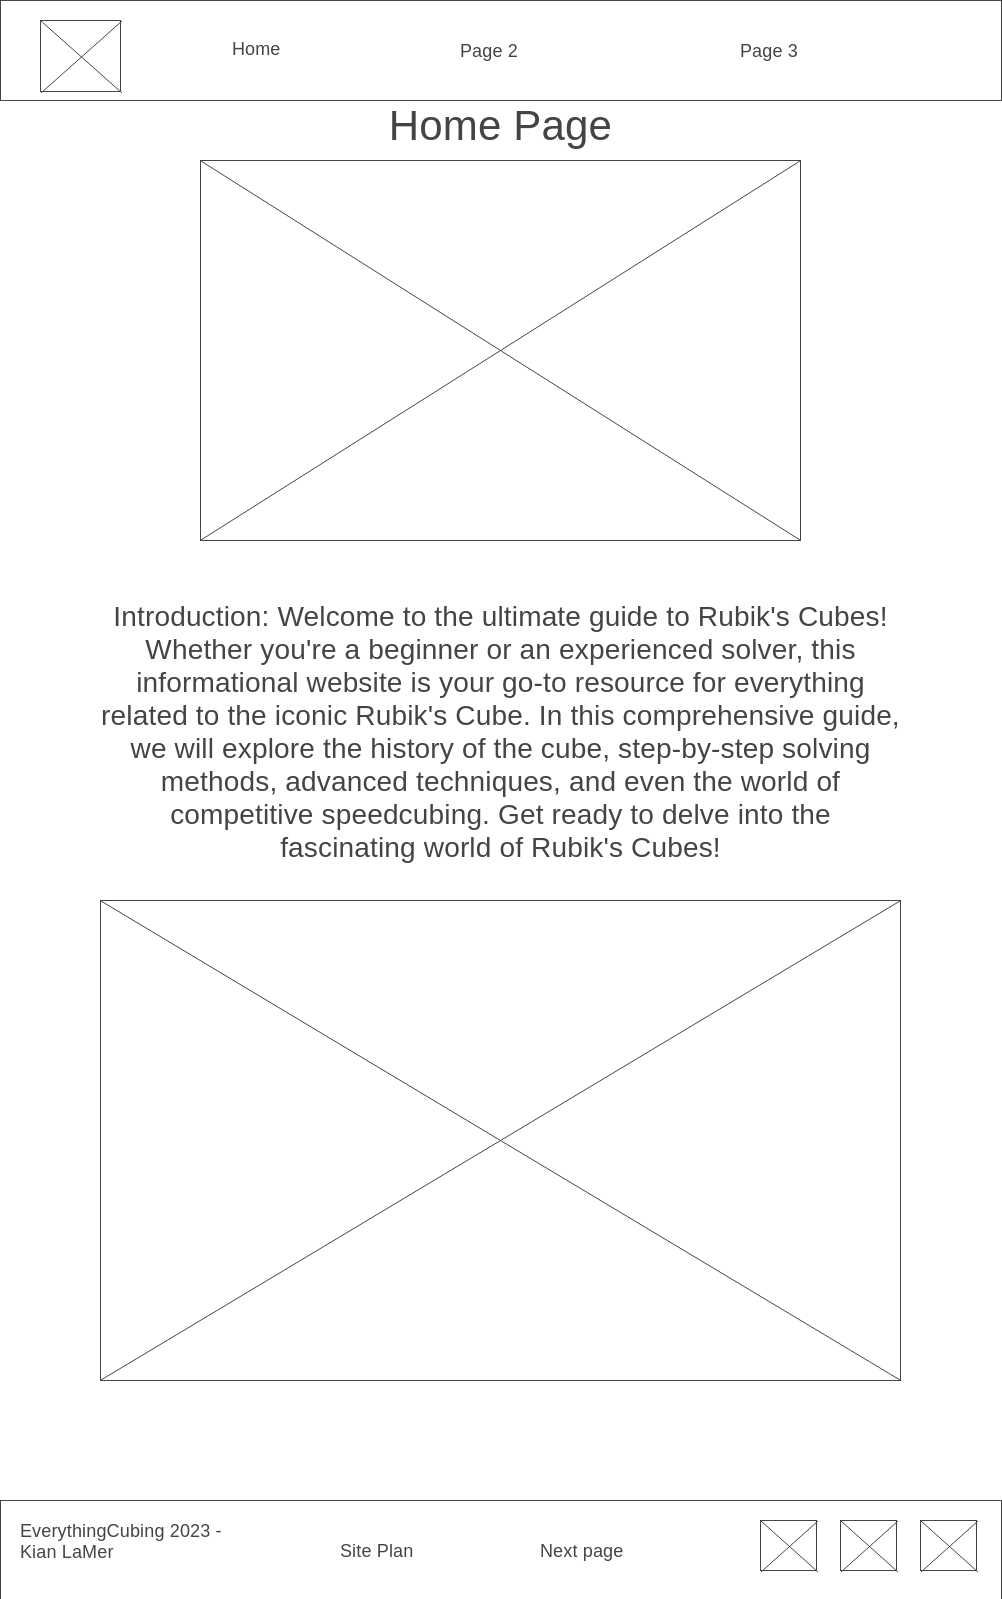 Home
Page 2
Page 3
Home Page
Introduction: Welcome to the ultimate guide to Rubik's Cubes!
Whether you're a beginner or an experienced solver, this
informational website is your go-to resource for everything
related to the iconic Rubik's Cube. In this comprehensive guide,
we will explore the history of the cube, step-by-step solving
methods, advanced techniques, and even the world of
competitive speedcubing. Get ready to delve into the
fascinating world of Rubik's Cubes!
EverythingCubing 2023 -
Kian LaMer
Site Plan
Next page